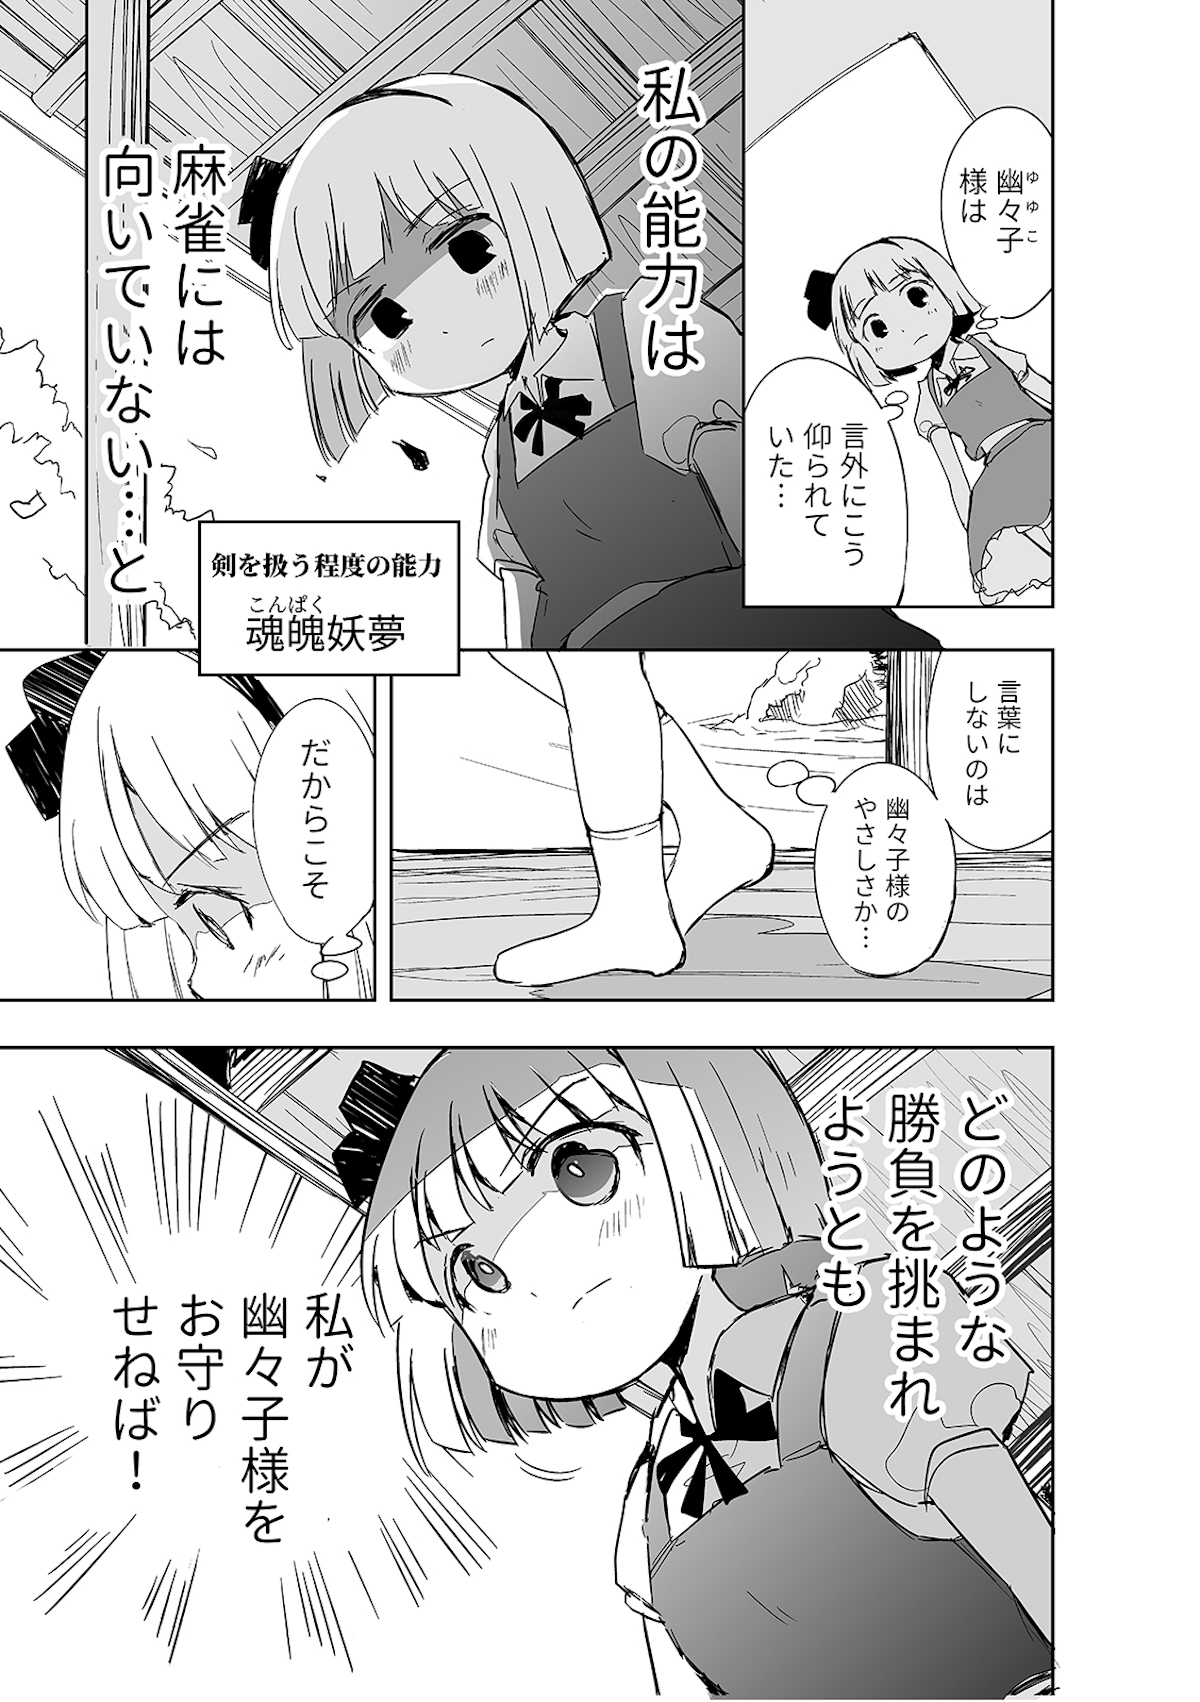 幽々子
ゆゆこ
様は
言外にこう
仰られて
いた…
私の能力は
麻雀には
向いていない…と
剣を扱う程度の能力
こんぱく
魂魄妖夢
言葉に
しないのは
幽々子様の
やさしさか…
だからこそ
どのような
勝負を挑まれ
ようとも
私が
幽々子様を
お守り
せねば！